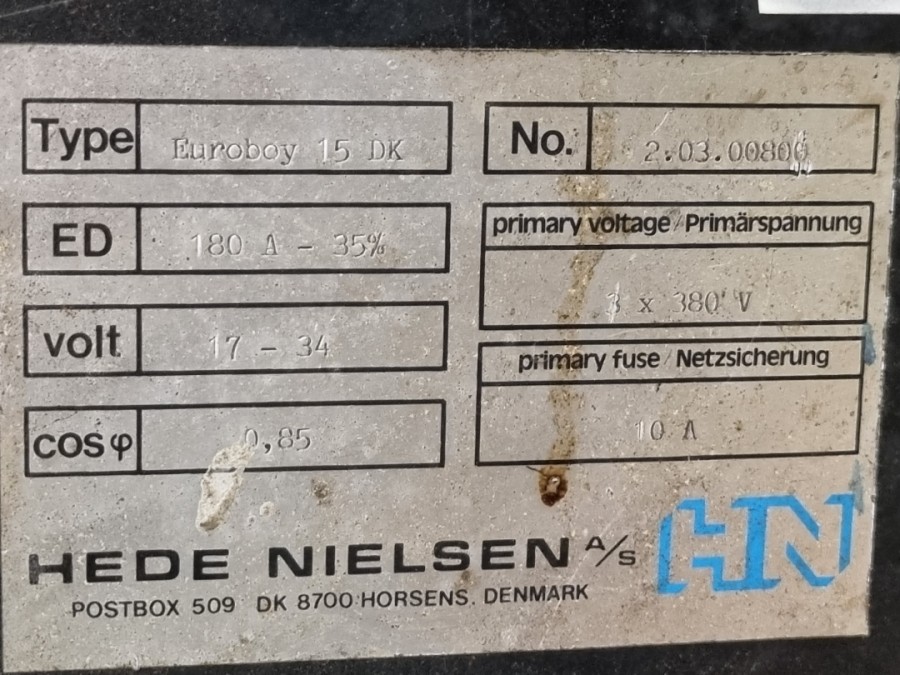 Type Euroboy 15 DK
No. 2.03.00800
ED 180 A - 35%
primary voltage/Primärspannung
3 x 380 V
volt 17 - 34
primary fuse/Netzsicherung
10 A
cos φ 0,85
HEDE NIELSEN A/S HN
POSTBOX 509 DK 8700 HORSENS. DENMARK